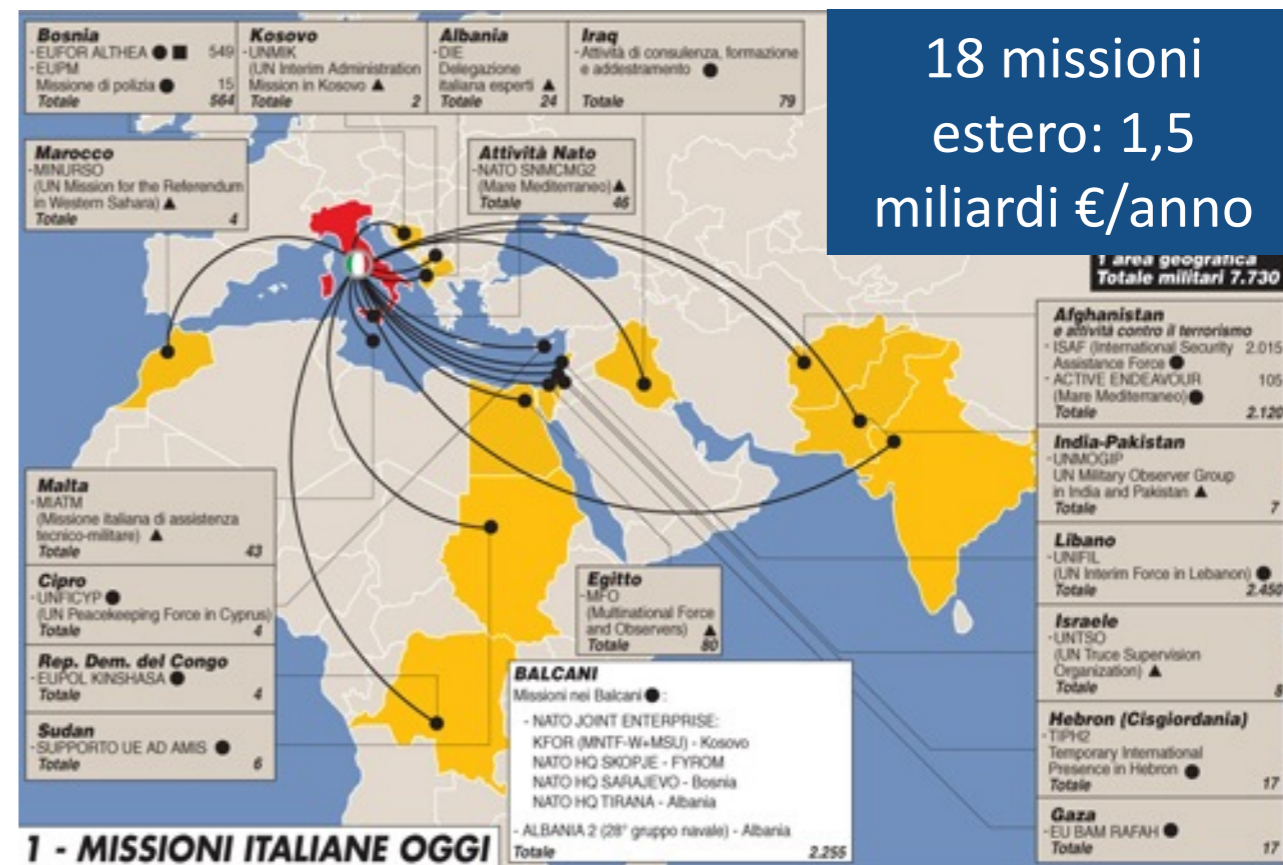 18 missioni
estero: 1,5
miliardi €/anno
Bosnia
-EUFOR ALTHEA ● ■ 549
-EUPM
Missione di polizia ● 15
Totale 564
Kosovo
-UNMIK
(UN Interim Administration
Mission in Kosovo ▲
Totale 2
Albania
-DIE
Delegazione
italiana esperti ▲
Totale 24
Iraq
-Attività di consulenza, formazione
e addestramento ●
Totale 79
Marocco
-MINURSO
(UN Mission for the Referendum
in Western Sahara) ▲
Totale 4
Attività Nato
-NATO SNMCMG2
(Mare Mediterraneo) ▲
Totale 46
1 area geografica
Totale militari 7.730
Afghanistan
e attività contro il terrorismo
- ISAF (International Security 2.015
Assistance Force ●
- ACTIVE ENDEAVOUR 105
(Mare Mediterraneo) ●
Totale 2.120
India-Pakistan
-UNMOGIP
UN Military Observer Group
in India and Pakistan ▲
Totale 7
Libano
-UNIFIL
(UN Interim Force in Lebanon) ●
Totale 2.450
Israele
-UNTSO
(UN Truce Supervision
Organization) ▲
Totale 8
Hebron (Cisgiordania)
-TIPH2
Temporary International
Presence in Hebron ●
Totale 17
Gaza
-EU BAM RAFAH ●
Totale 17
Malta
-MIATM
(Missione italiana di assistenza
tecnico-militare) ▲
Totale 43
Cipro
-UNFICYP ●
(UN Peacekeeping Force in Cyprus)
Totale 4
Rep. Dem. del Congo
-EUPOL KINSHASA ●
Totale 4
Sudan
-SUPPORTO UE AD AMIS ●
Totale 6
Egitto
-MFO
(Multinational Force
and Observers) ▲
Totale 80
BALCANI
Missioni nei Balcani ● :
- NATO JOINT ENTERPRISE:
KFOR (MNTF-W+MSU) - Kosovo
NATO HQ SKOPJE - FYROM
NATO HQ SARAJEVO - Bosnia
NATO HQ TIRANA - Albania
- ALBANIA 2 (28° gruppo navale) - Albania
Totale 2.255
1 - MISSIONI ITALIANE OGGI